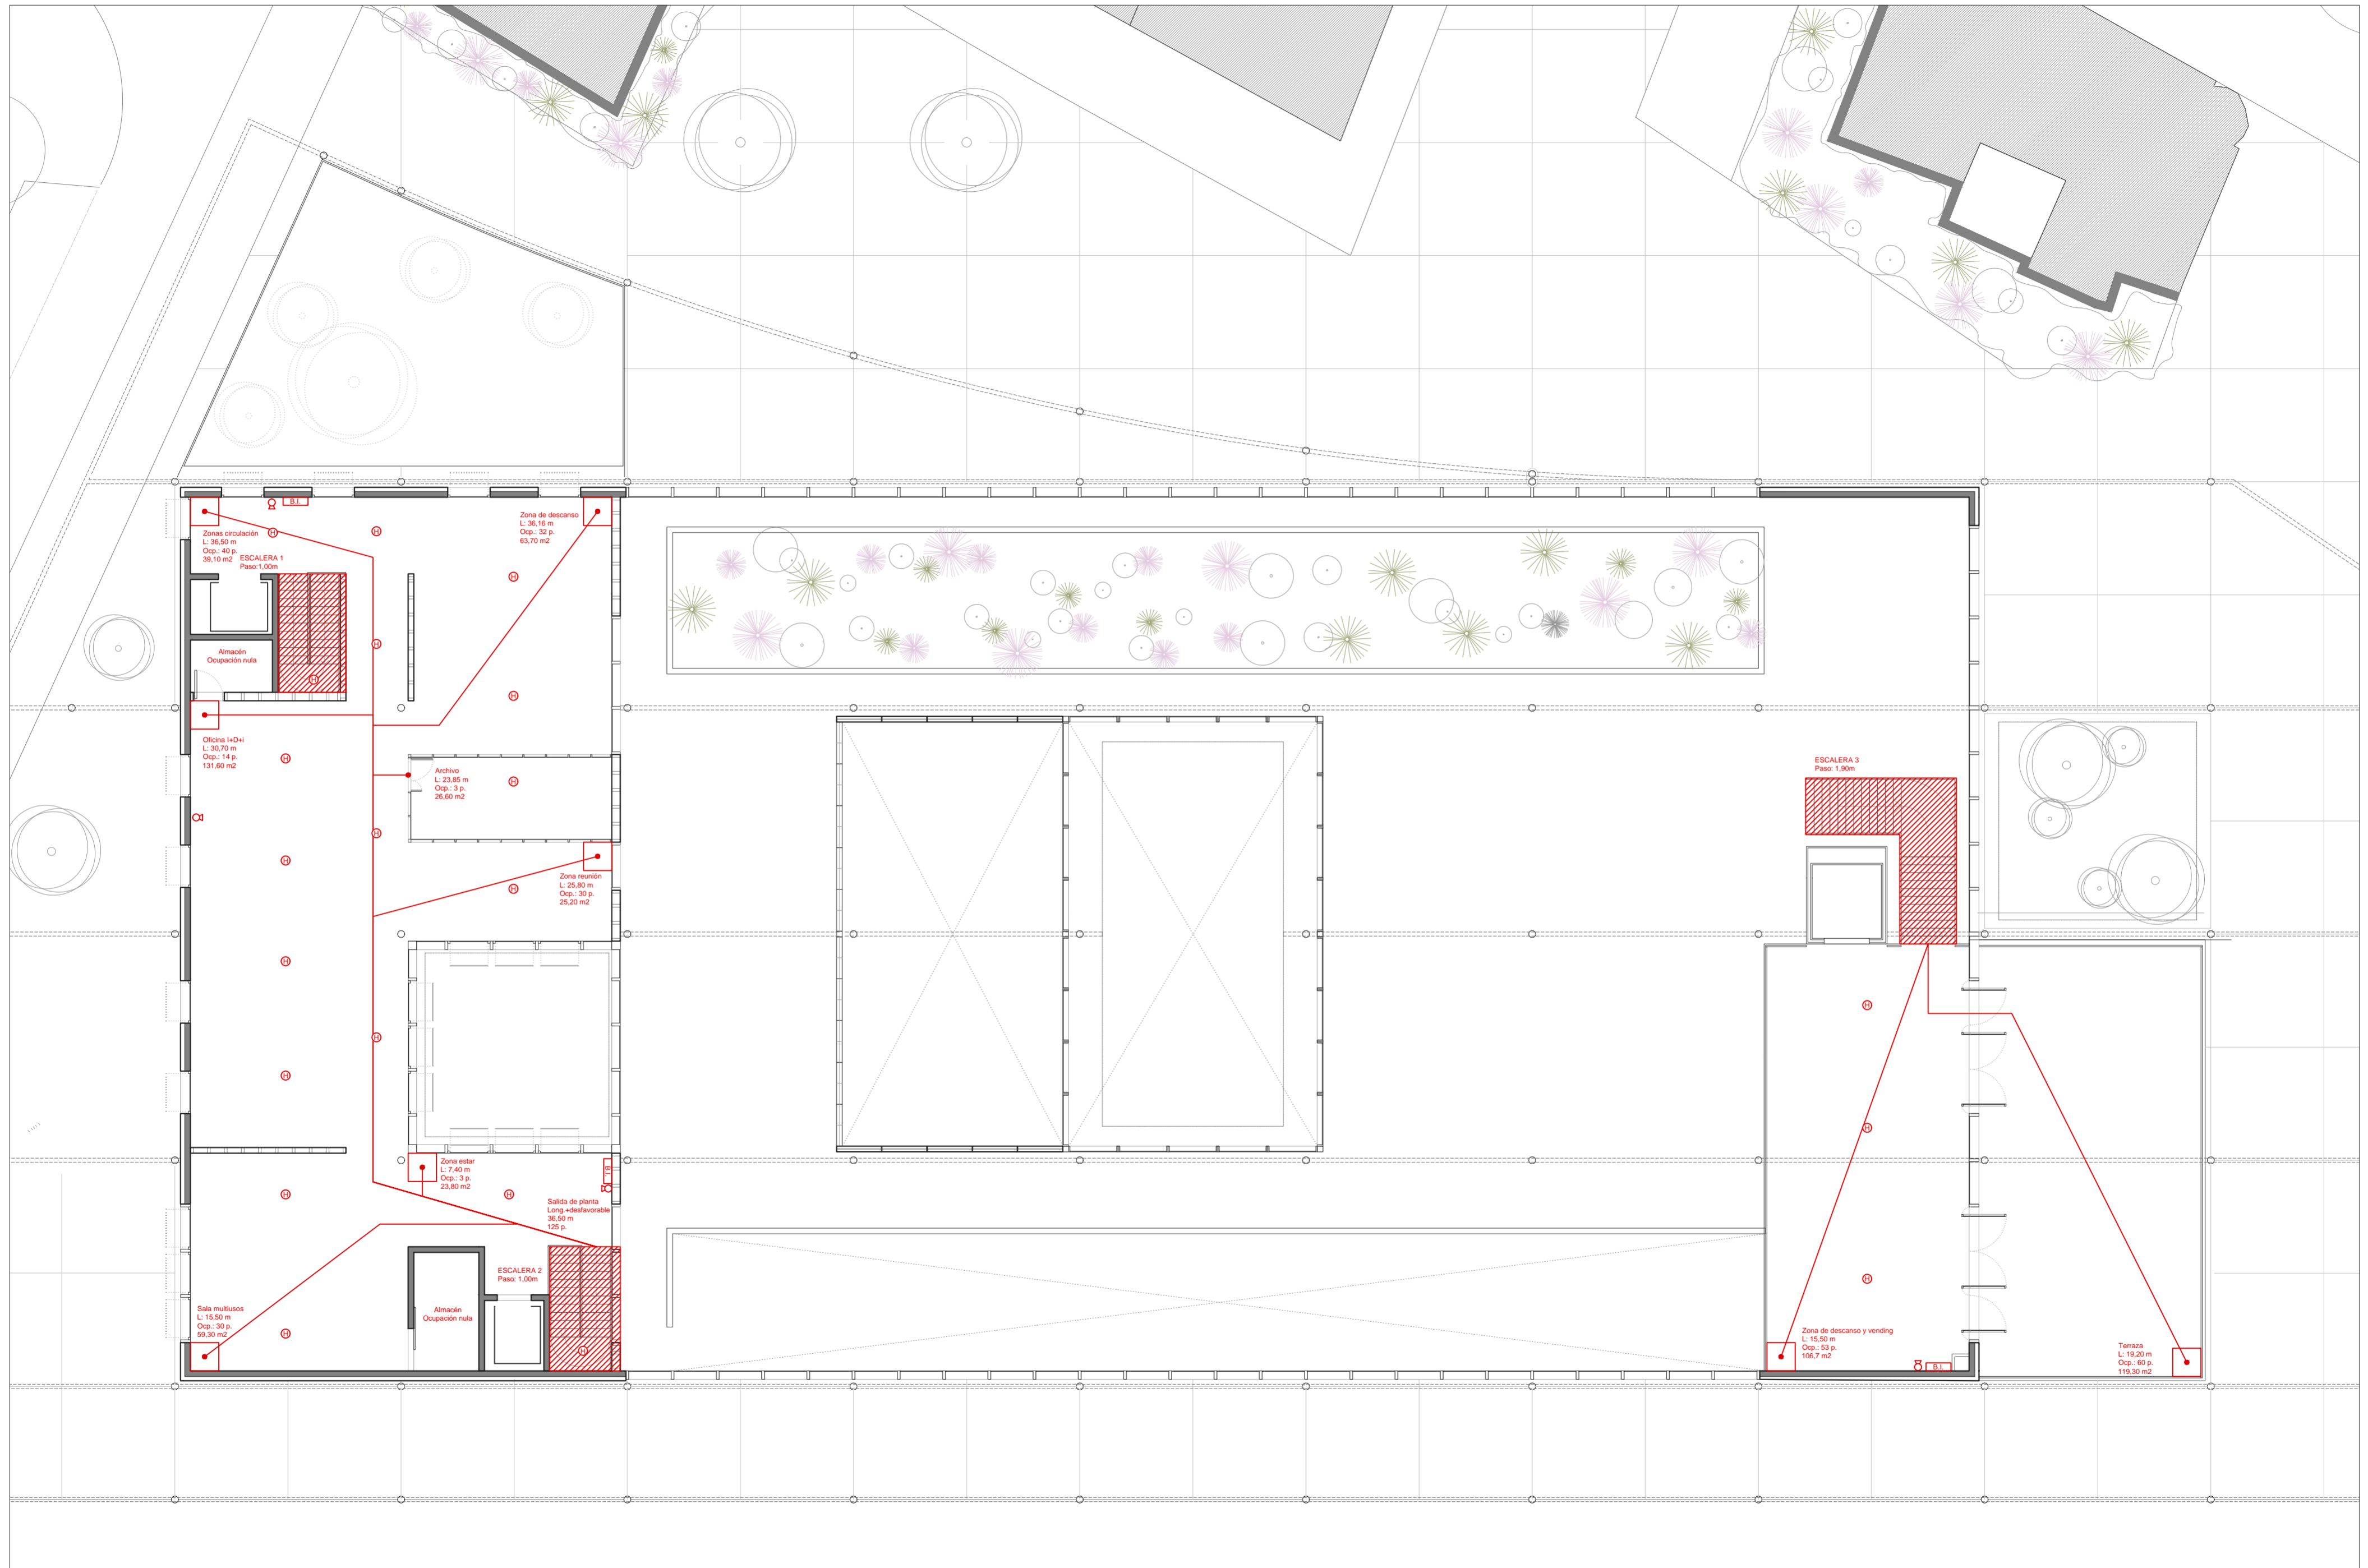 B.I.
Zonas circulación
L: 36,50 m
Ocp.: 40 p.
39,10 m2
ESCALERA 1
Paso:1,00m
Zona de descanso
L: 36,16 m
Ocp.: 32 p.
63,70 m2
H
H
H
H
H
H
Almacén
Ocupación nula
Oficina I+D+i
L: 30,70 m
Ocp.: 14 p.
131,60 m2
H
H
Archivo
L: 23,85 m
Ocp.: 3 p.
26,60 m2
H
H
Zona reunión
L: 25,80 m
Ocp.: 30 p.
25,20 m2
H
H
H
H
Zona estar
L: 7,40 m
Ocp.: 3 p.
23,80 m2
B.I.
H
H
Salida de planta
Long.+desfavorable
36,50 m
125 p.
ESCALERA 2
Paso: 1,00m
Almacén
Ocupación nula
Sala multiusos
L: 15,50 m
Ocp.: 30 p.
59,30 m2
H
H
ESCALERA 3
Paso: 1,90m
H
H
H
Zona de descanso y vending
L: 15,50 m
Ocp.: 53 p.
106,7 m2
B.I.
Terraza
L: 19,20 m
Ocp.: 60 p.
119,30 m2